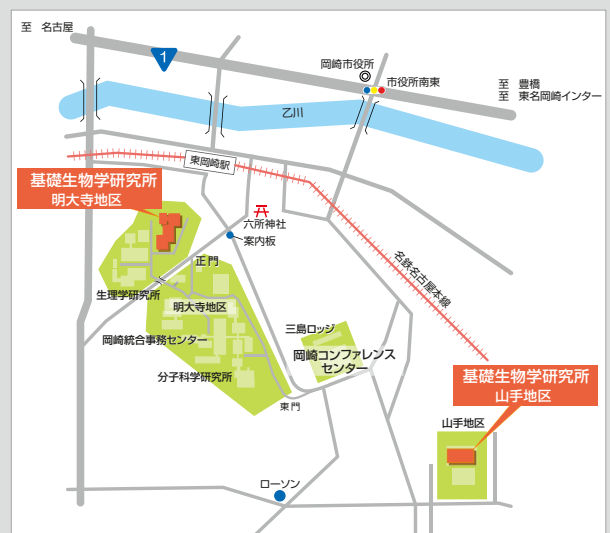 至　名古屋
1
岡崎市役所
市役所南東
至　豊橋
至　東名岡崎インター
乙川
東岡崎駅
基礎生物学研究所
明大寺地区
六所神社
案内板
正門
名鉄名古屋本線
生理学研究所
明大寺地区
三島ロッジ
岡崎統合事務センター
岡崎コンファレンス
センター
分子科学研究所
基礎生物学研究所
山手地区
東門
山手地区
ローソン